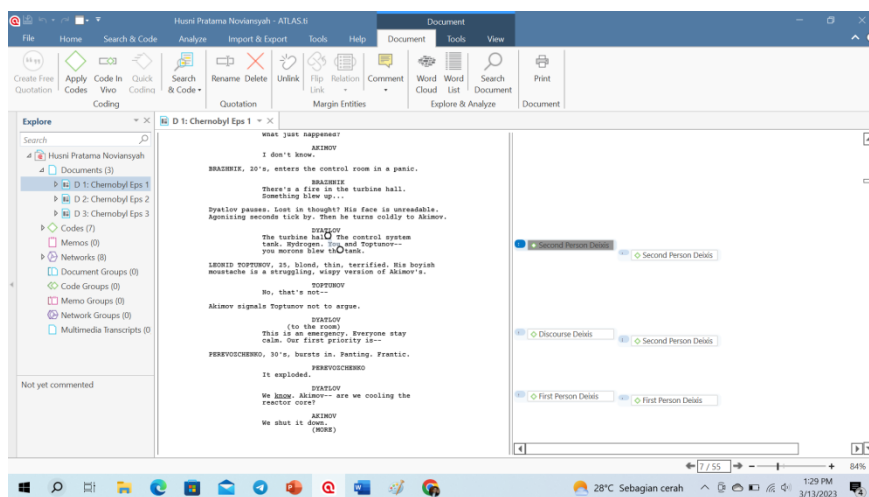 Husni Pratama Noviansyah - ATLAS.ti
Document
File Home Search & Code Analyze Import & Export Tools Help Document Tools View
Create Free Quotation
Apply Codes
Code In Vivo
Quick Coding
Search & Code
Rename
Delete
Unlink
Flip Link
Relation
Comment
Word Cloud
Word List
Search Document
Print
Coding
Quotation
Margin Entities
Explore & Analyze
Document
Explore
D 1: Chernobyl Eps 1
Search
Husni Pratama Noviansyah
Documents (3)
D 1: Chernobyl Eps 1
D 2: Chernobyl Eps 2
D 3: Chernobyl Eps 3
Codes (7)
Memos (0)
Networks (8)
Document Groups (0)
Code Groups (0)
Memo Groups (0)
Network Groups (0)
Multimedia Transcripts (0
Not yet commented
What just happenes?
AKIMOV
I don't know.
BRAZHNIK, 20's, enters the control room in a panic.
BRAZHNIK
There's a fire in the turbine hall.
Something blew up...
Dyatlov pauses. Lost in thought? His face is unreadable.
Agonizing seconds tick by. Then he turns coldly to Akimov.
DYATLOV
The turbine hal The control system
tank. Hydrogen. You and Toptunov--
you morons blew th tank.
LEONID TOPTUNOV, 25, blond, thin, terrified. His boyish
moustache is a struggling, wispy version of Akimov's.
TOPTUNOV
No, that's not--
Akimov signals Toptunov not to argue.
DYATLOV
(to the room)
This is an emergency. Everyone stay
calm. Our first priority is--
PEREVOZCHENKO, 30's, bursts in. Panting. Frantic.
PEREVOZCHENKO
It exploded.
DYATLOV
We know. Akimov-- are we cooling the
reactor core?
AKIMOV
We shut it down.
(MORE)
Second Person Deixis
Second Person Deixis
Discourse Deixis
Second Person Deixis
First Person Deixis
First Person Deixis
7 / 55
84%
28°C Sebagian cerah
1:29 PM
3/13/2023